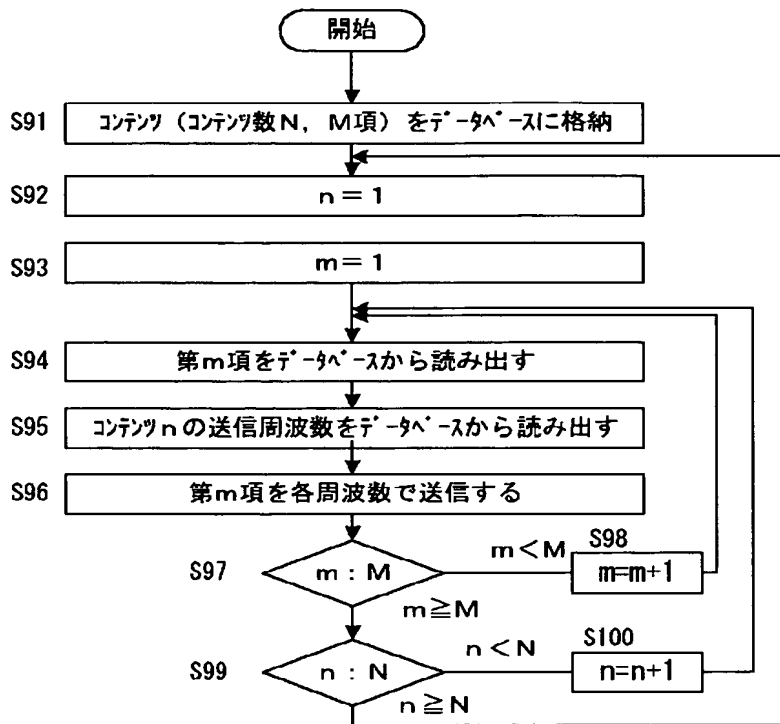 開始
S91 コンテンツ（コンテンツ数N，M項）をデータベースに格納
S92 n＝1
S93 m＝1
S94 第m項をデータベースから読み出す
S95 コンテンツnの送信周波数をデータベースから読み出す
S96 第m項を各周波数で送信する
S97 m：M
m＜M
S98
m=m+1
m≧M
S99 n：N
n＜N
S100
n=n+1
n≧N